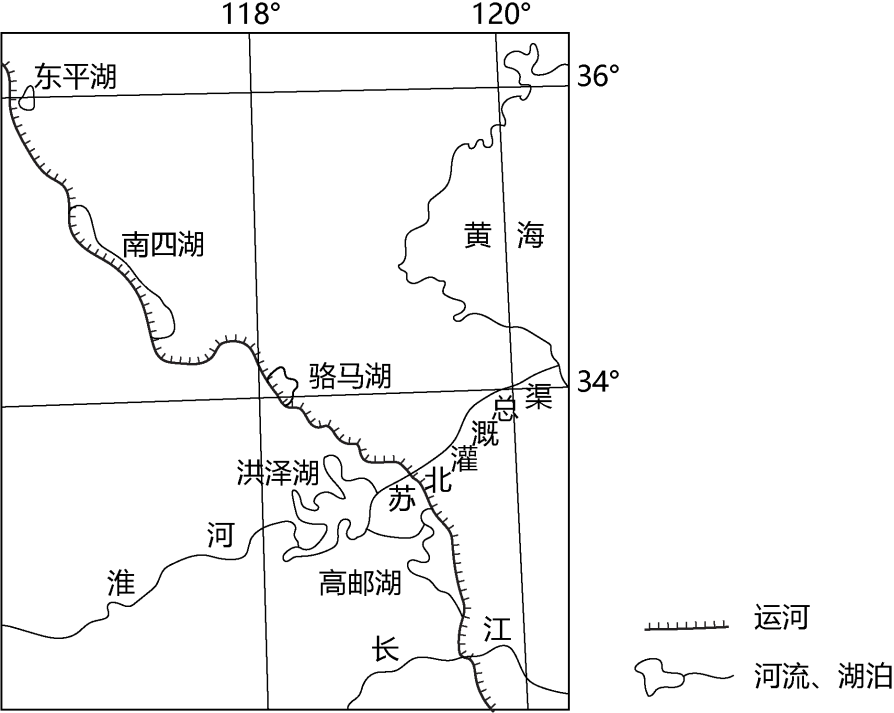 118°
120°
东平湖
36°
南四湖
黄海
骆马湖
34°
苏北灌溉总渠
洪泽湖
淮河
高邮湖
长江
运河
河流、湖泊